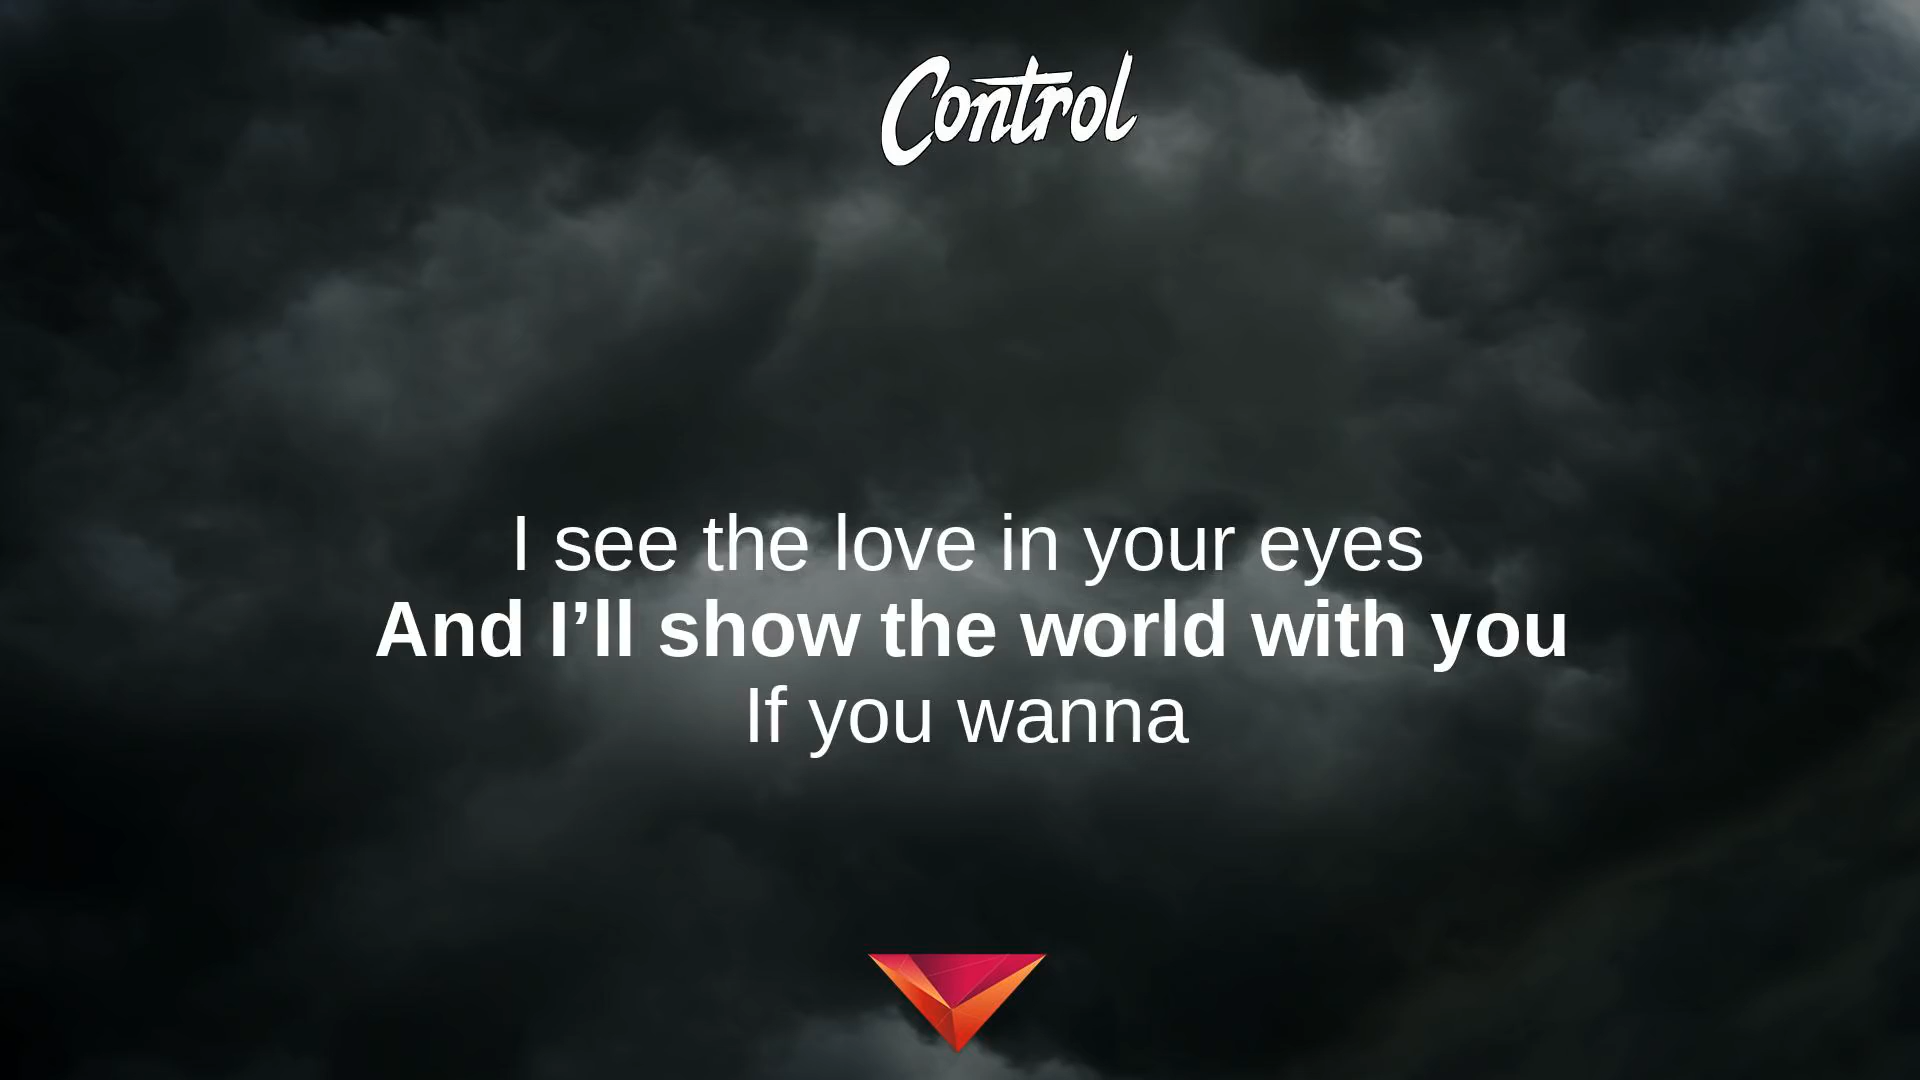 Control
I see the love in your eyes
And I’ll show the world with you
If you wanna